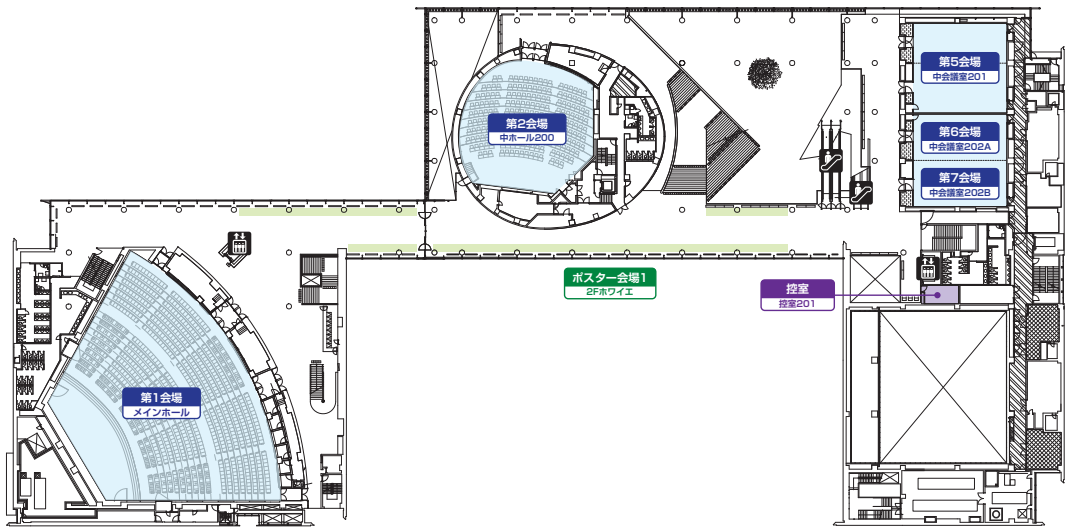 第5会場
中会議室201
第2会場
中ホール200
第6会場
中会議室202A
第7会場
中会議室202B
ポスター会場1
2Fホワイエ
控室
控室201
第1会場
メインホール